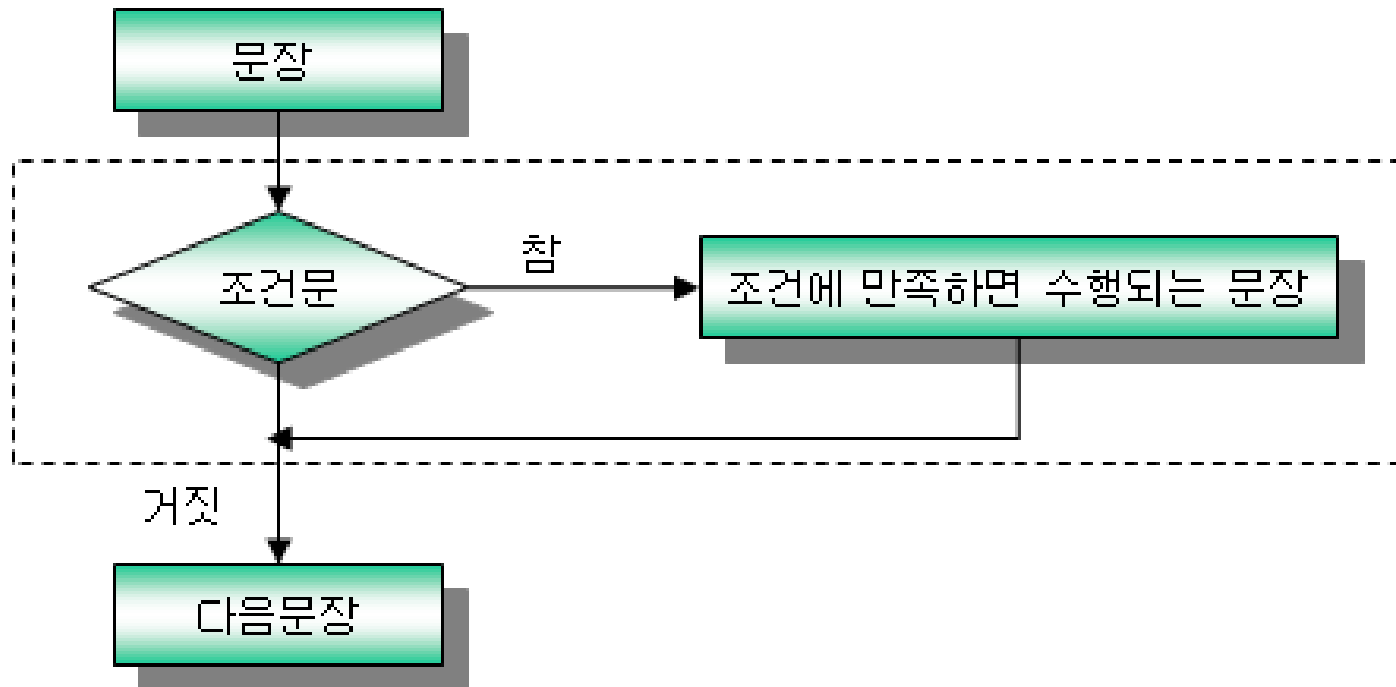 문장
조건문
참
조건에 만족하면 수행되는 문장
거짓
다음문장